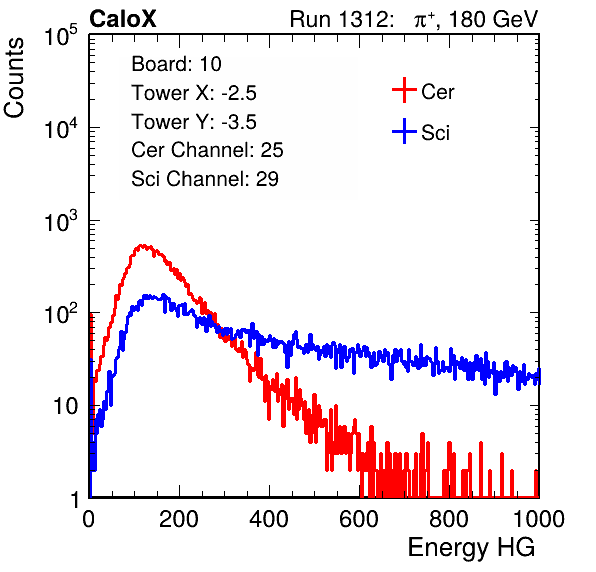 CaloX Run 1312: π⁺, 180 GeV
Counts
10⁵
10⁴
10³
10²
10
1
Board: 10
Tower X: -2.5
Tower Y: -3.5
Cer Channel: 25
Sci Channel: 29
Cer
Sci
0 200 400 600 800 1000
Energy HG